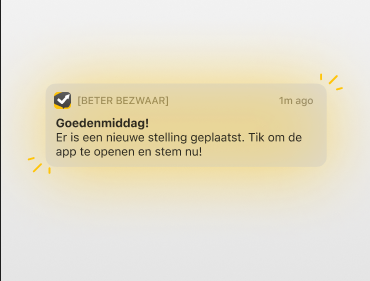 [BETER BEZWAAR] 1m ago
Goedenmiddag!
Er is een nieuwe stelling geplaatst. Tik om de
app te openen en stem nu!